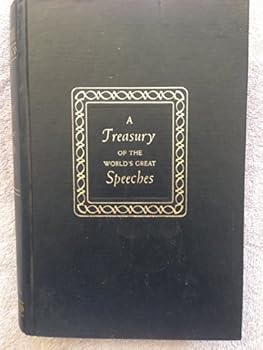 A
Treasury
OF THE
WORLD'S GREAT
Speeches